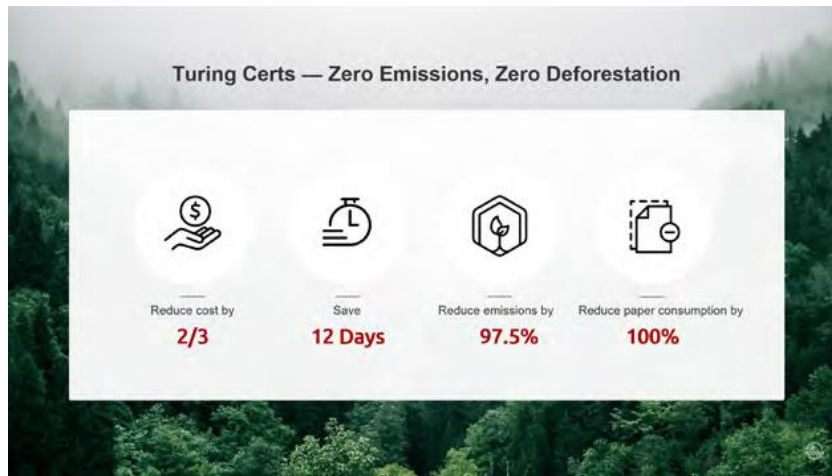 Turing Certs — Zero Emissions, Zero Deforestation
$
Reduce cost by
2/3
Save
12 Days
Reduce emissions by
97.5%
Reduce paper consumption by
100%